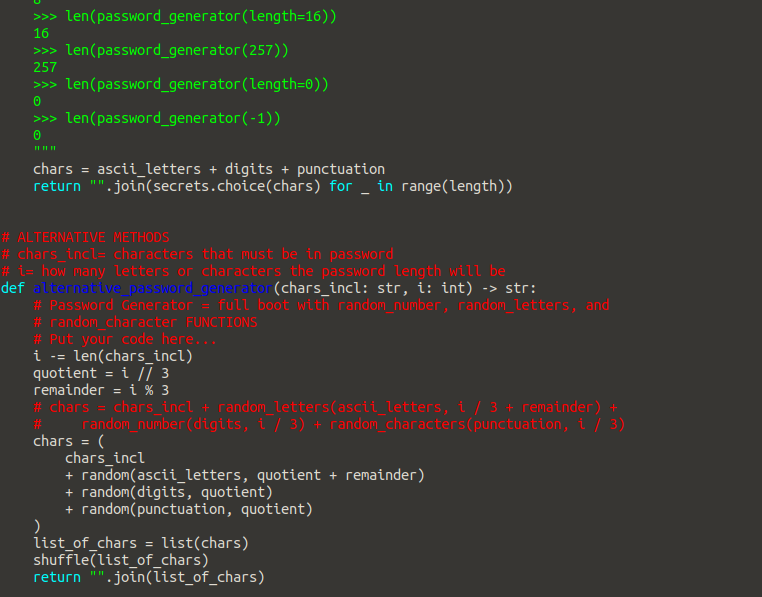 >>> len(password_generator(length=16))
16
>>> len(password_generator(257))
257
>>> len(password_generator(length=0))
0
>>> len(password_generator(-1))
0
"""
chars = ascii_letters + digits + punctuation
return "".join(secrets.choice(chars) for _ in range(length))
# ALTERNATIVE METHODS
# chars_incl= characters that must be in password
# i= how many letters or characters the password length will be
def alternative_password_generator(chars_incl: str, i: int) -> str:
# Password Generator = full boot with random_number, random_letters, and
# random_character FUNCTIONS
# Put your code here...
i -= len(chars_incl)
quotient = i // 3
remainder = i % 3
# chars = chars_incl + random_letters(ascii_letters, i / 3 + remainder) +
#     random_number(digits, i / 3) + random_characters(punctuation, i / 3)
chars = (
chars_incl
+ random(ascii_letters, quotient + remainder)
+ random(digits, quotient)
+ random(punctuation, quotient)
)
list_of_chars = list(chars)
shuffle(list_of_chars)
return "".join(list_of_chars)